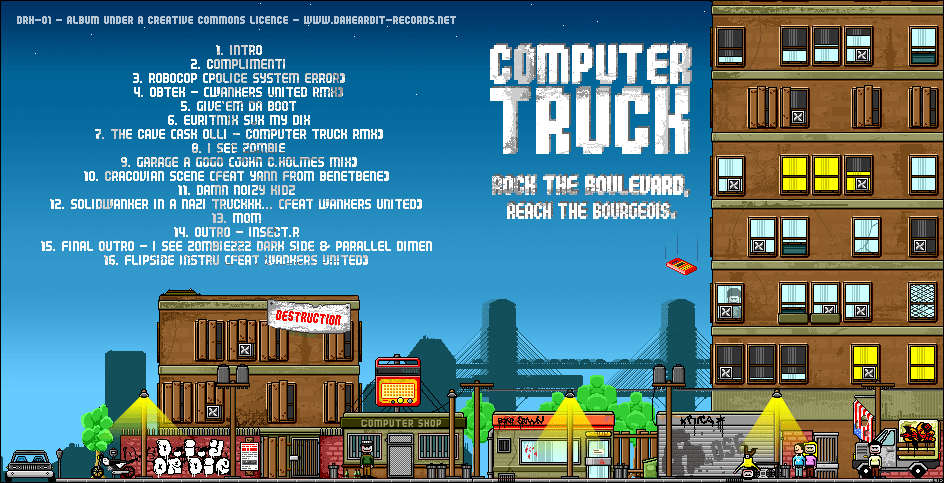 DRH-01 - ALBUM UNDER A CREATIVE COMMONS LICENCE - WWW.DAHEARDIT-RECORDS.NET
1. INTRO
2. COMPLIMENTI
3. ROBOCOP (POLICE SYSTEM ERROR)
4. OBTEK - (WANKERS UNITED RMX)
5. GIVE'EM DA BOOT
6. EURITMIX SUK MY DIX
7. THE CAVE CASH OLLI - COMPUTER TRUCK RMX)
8. I SEE ZOMBIE
9. GARAGE A GOGO (JOHN C.HOLMES MIX)
10. CRACOVIAN SCENE (FEAT YANN FROM BENETBENE)
11. DAMN NOIZY KIDZ
12. SOLIDWANKER IN A NAZI TRUCKXX... (FEAT WANKERS UNITED)
13. MOM
14. OUTRO - INSECT.R
15. FINAL OUTRO - I SEE ZOMBIEZZZ DARK SIDE & PARALLEL DIMEN
16. FLIPSIDE INSTRU (FEAT WANKERS UNITED)
COMPUTER
TRUCK
ROCK THE BOULEVARD,
REACH THE BOURGEOIS.
DESTRUCTION
COMPUTER SHOP
D.I.Y
OR DIE